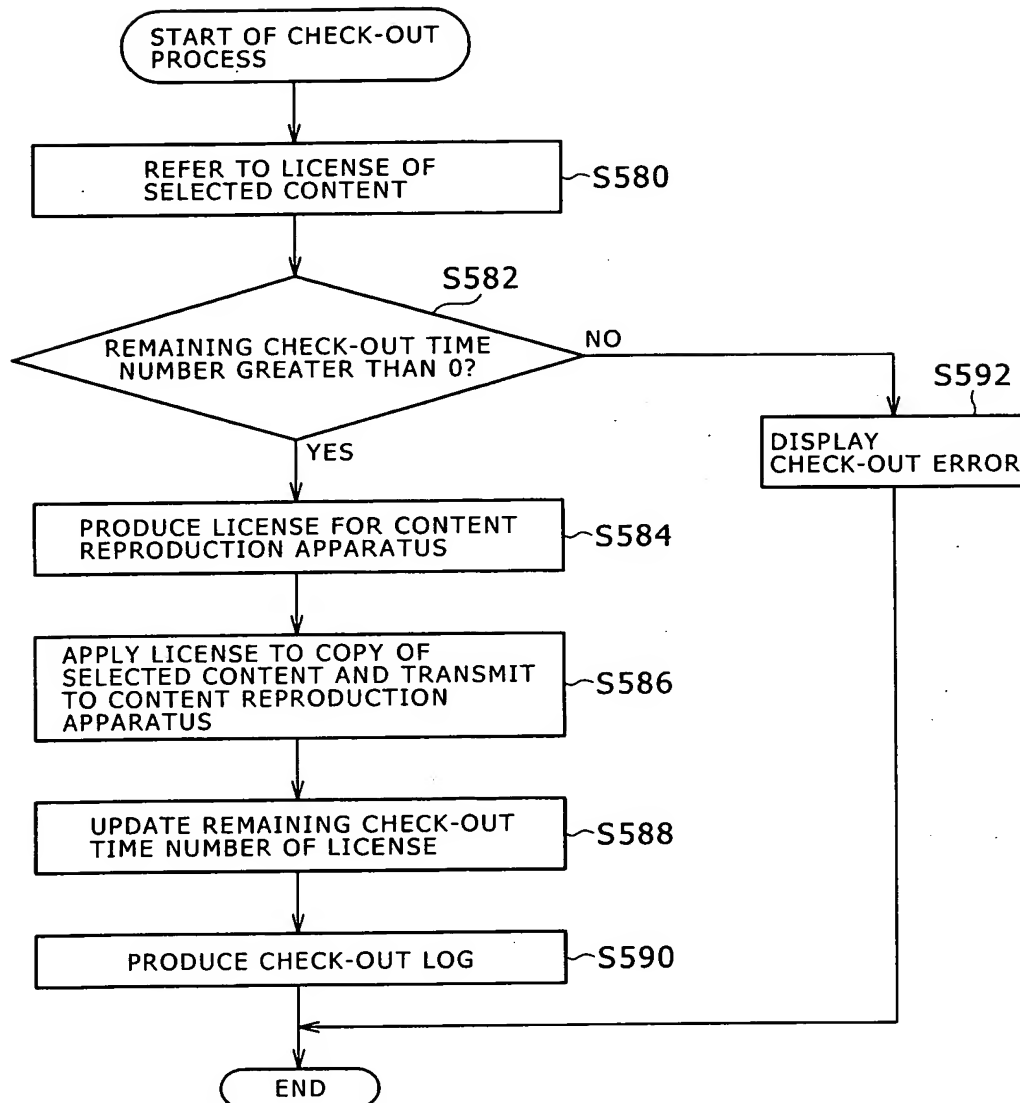 START OF CHECK-OUT
PROCESS
REFER TO LICENSE OF
SELECTED CONTENT
S580
S582
REMAINING CHECK-OUT TIME
NUMBER GREATER THAN 0?
NO
YES
S592
DISPLAY
CHECK-OUT ERROR
PRODUCE LICENSE FOR CONTENT
REPRODUCTION APPARATUS
S584
APPLY LICENSE TO COPY OF
SELECTED CONTENT AND TRANSMIT
TO CONTENT REPRODUCTION
APPARATUS
S586
UPDATE REMAINING CHECK-OUT
TIME NUMBER OF LICENSE
S588
PRODUCE CHECK-OUT LOG
S590
END